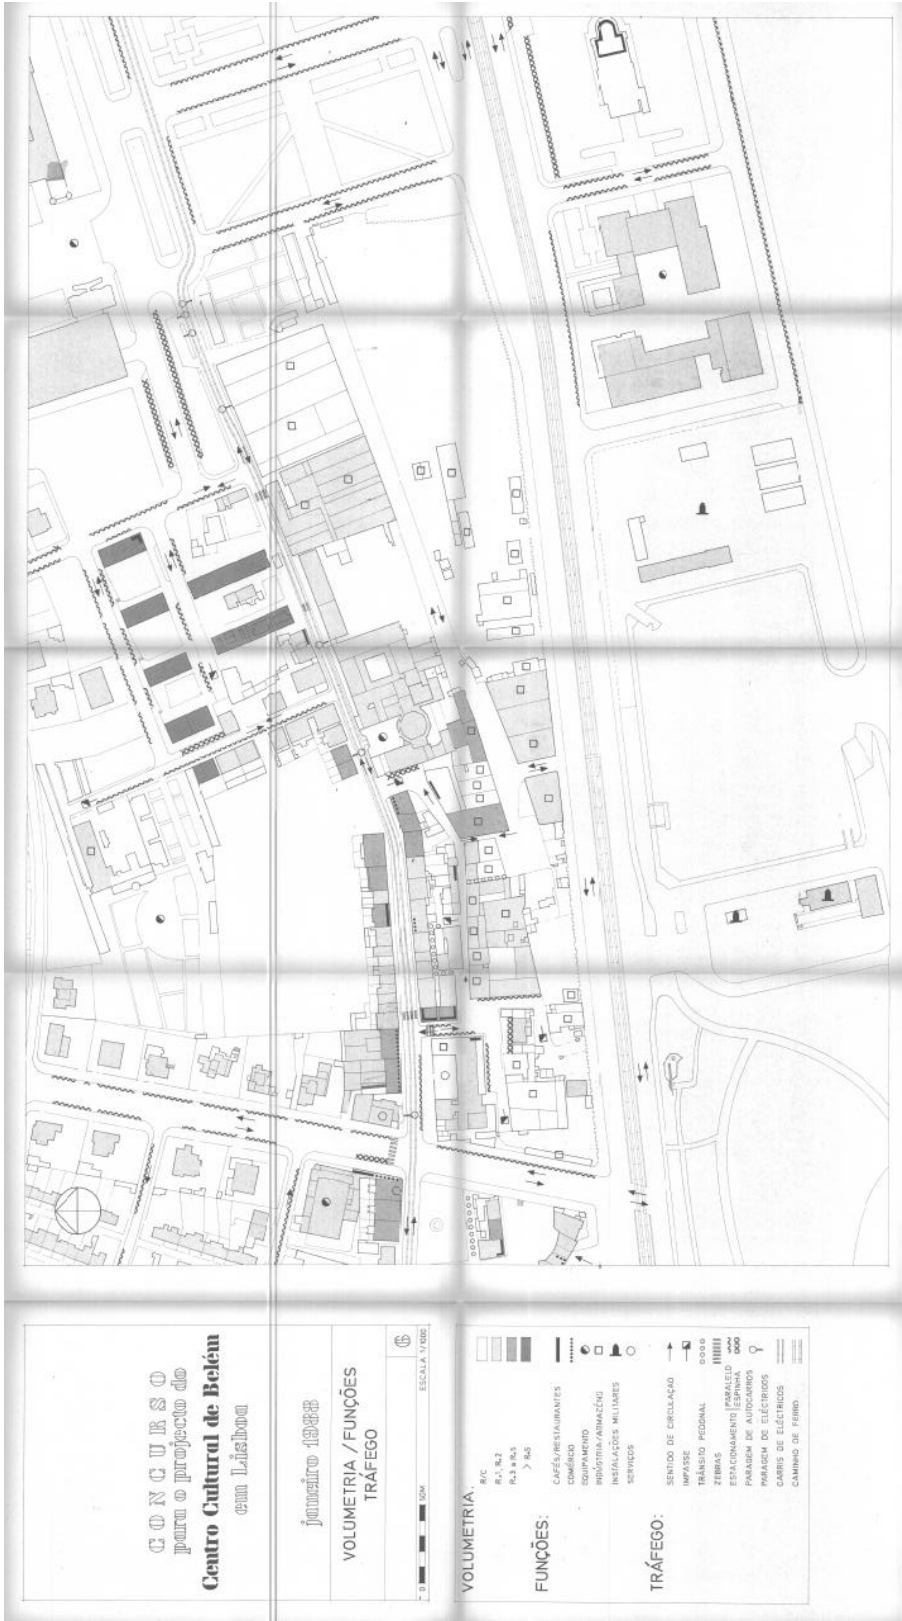 CONCURSO
para o projecto do
Centro Cultural de Belém
em Lisboa
janeiro 1988
VOLUMETRIA / FUNÇÕES
TRÁFEGO
6
0 50M ESCALA 1/1000
VOLUMETRIA:
R/C
R+1, R+2
R+3 e R+5
> R+5
FUNÇÕES:
CAFÉS/RESTAURANTES
COMÉRCIO
EQUIPAMENTO
INDÚSTRIA/ARMAZÉNS
INSTALAÇÕES MILITARES
SERVIÇOS
TRÁFEGO:
SENTIDO DE CIRCULAÇÃO
IMPASSE
TRÂNSITO PEDONAL
ZEBRAS
ESTACIONAMENTO PARALELO
ESPINHA
PARAGEM DE AUTOCARROS
PARAGEM DE ELÉCTRICOS
CARRIS DE ELÉCTRICOS
CAMINHO DE FERRO